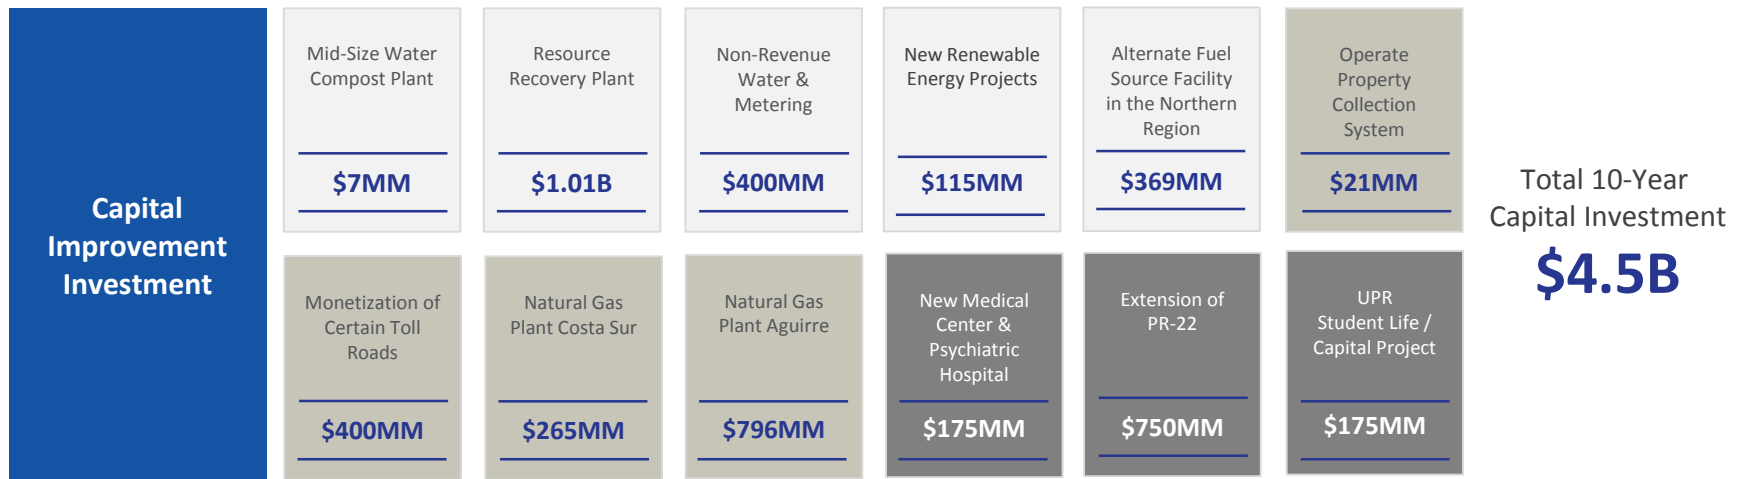 Capital
Improvement
Investment
Mid-Size Water
Compost Plant
$7MM
Resource
Recovery Plant
$1.01B
Non-Revenue
Water &
Metering
$400MM
New Renewable
Energy Projects
$115MM
Alternate Fuel
Source Facility
in the Northern
Region
$369MM
Operate
Property
Collection
System
$21MM
Monetization of
Certain Toll
Roads
$400MM
Natural Gas
Plant Costa Sur
$265MM
Natural Gas
Plant Aguirre
$796MM
New Medical
Center &
Psychiatric
Hospital
$175MM
Extension of
PR-22
$750MM
UPR
Student Life /
Capital Project
$175MM
Total 10-Year
Capital Investment
$4.5B